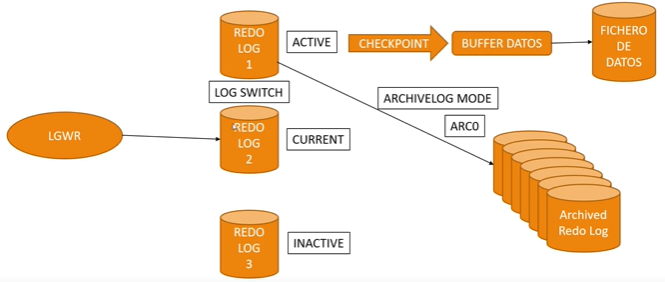 REDO
LOG
1
ACTIVE
CHECKPOINT
BUFFER DATOS
FICHERO
DE
DATOS
LOG SWITCH
ARCHIVELOG MODE
ARC0
LGWR
REDO
LOG
2
CURRENT
Archived
Redo Log
REDO
LOG
3
INACTIVE